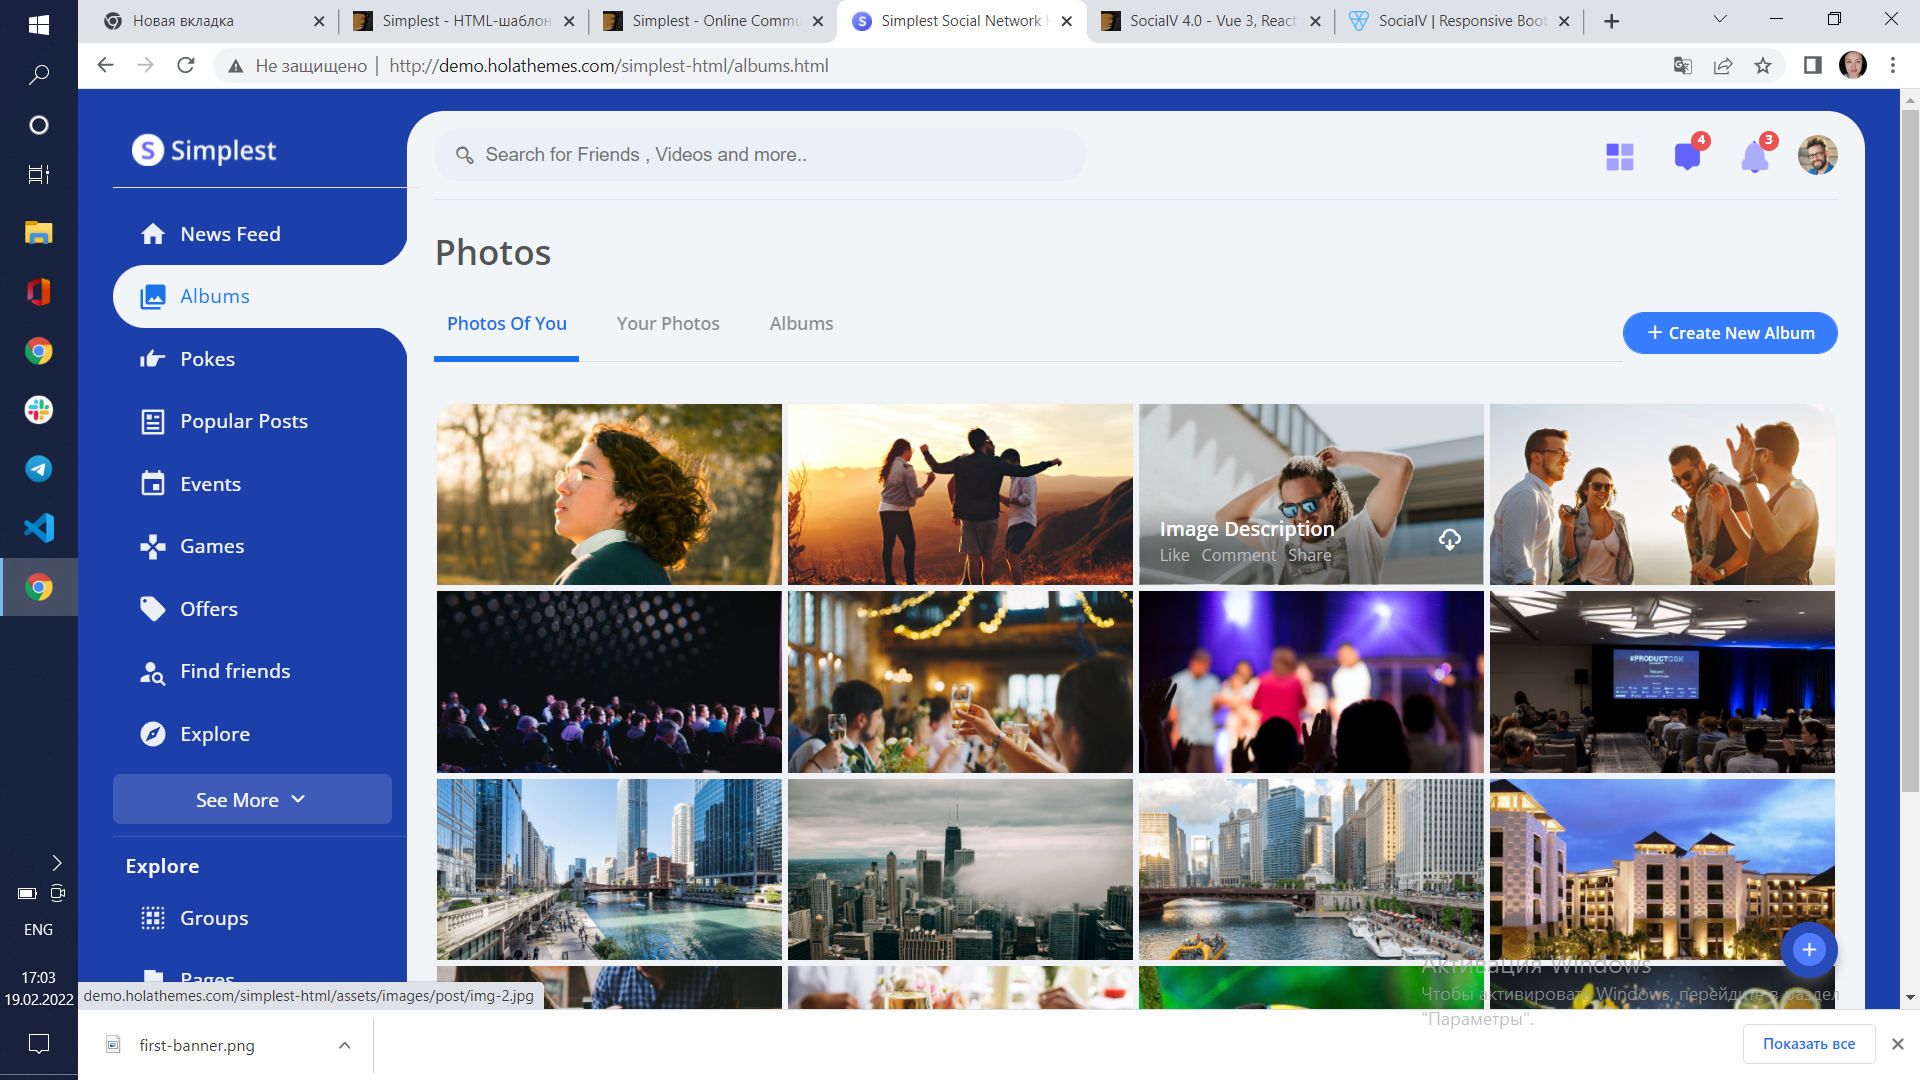 Новая вкладка
Simplest - HTML-шаблон
Simplest - Online Commu
Simplest Social Network
SocialV 4.0 - Vue 3, React
SocialV | Responsive Boot
Не защищено
http://demo.holathemes.com/simplest-html/albums.html
S Simplest
Search for Friends , Videos and more..
4
3
News Feed
Albums
Pokes
Popular Posts
Events
Games
Offers
Find friends
Explore
See More
Explore
Groups
Pages
Photos
Photos Of You
Your Photos
Albums
+ Create New Album
Image Description
Like Comment Share
#PRODUCTCON
Активация Windows
Чтобы активировать Windows, перейдите в раздел
"Параметры".
ENG
17:03
19.02.2022
demo.holathemes.com/simplest-html/assets/images/post/img-2.jpg
first-banner.png
Показать все